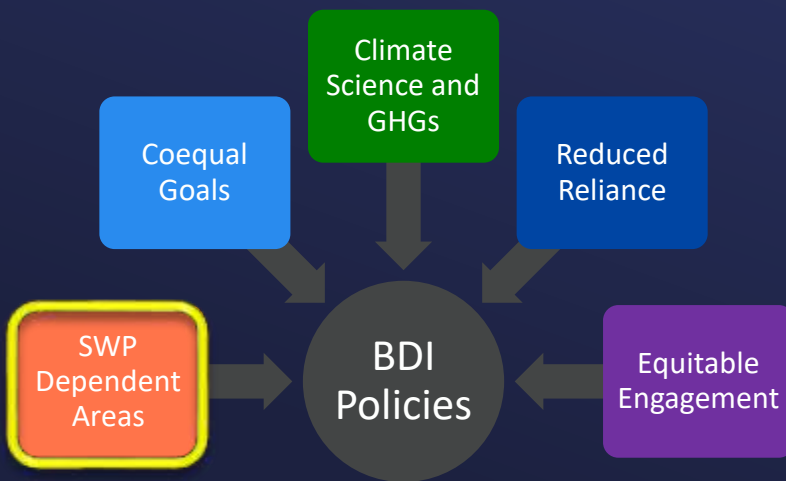 Climate
Science and
GHGs
Coequal
Goals
Reduced
Reliance
SWP
Dependent
Areas
BDI
Policies
Equitable
Engagement